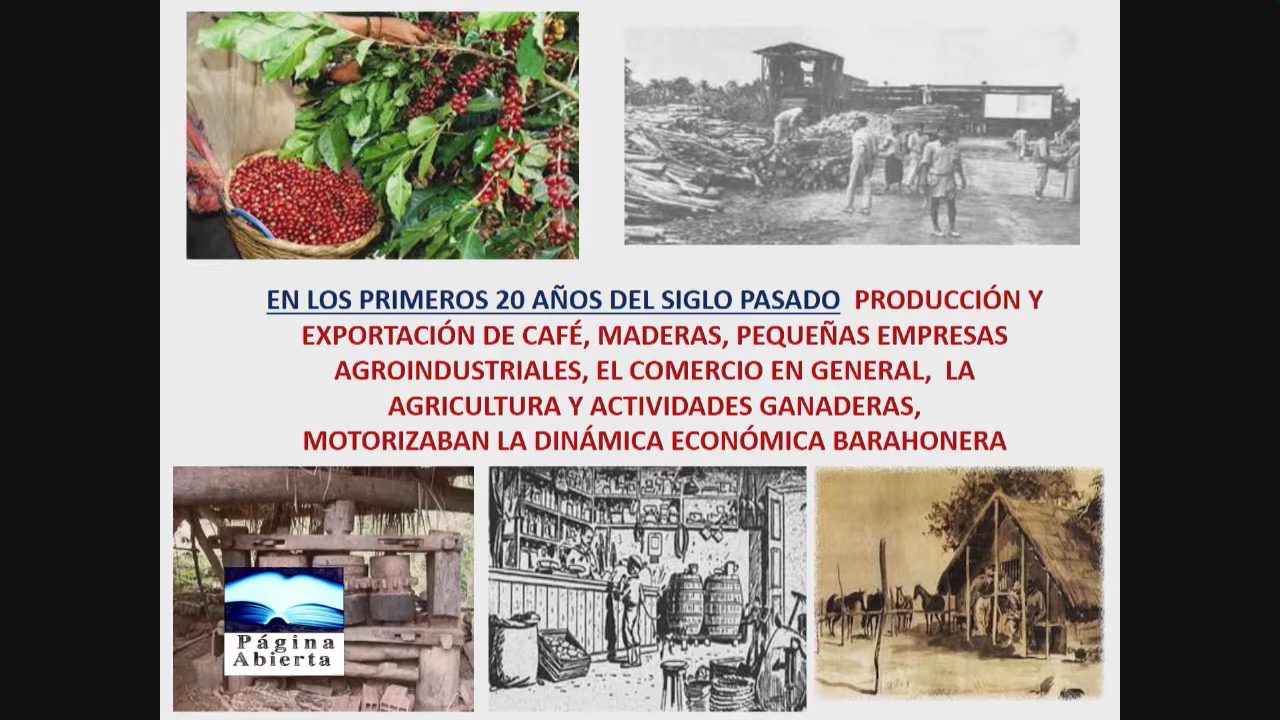 EN LOS PRIMEROS 20 AÑOS DEL SIGLO PASADO PRODUCCIÓN Y
EXPORTACIÓN DE CAFÉ, MADERAS, PEQUEÑAS EMPRESAS
AGROINDUSTRIALES, EL COMERCIO EN GENERAL, LA
AGRICULTURA Y ACTIVIDADES GANADERAS,
MOTORIZABAN LA DINÁMICA ECONÓMICA BARAHONERA
Página
Abierta